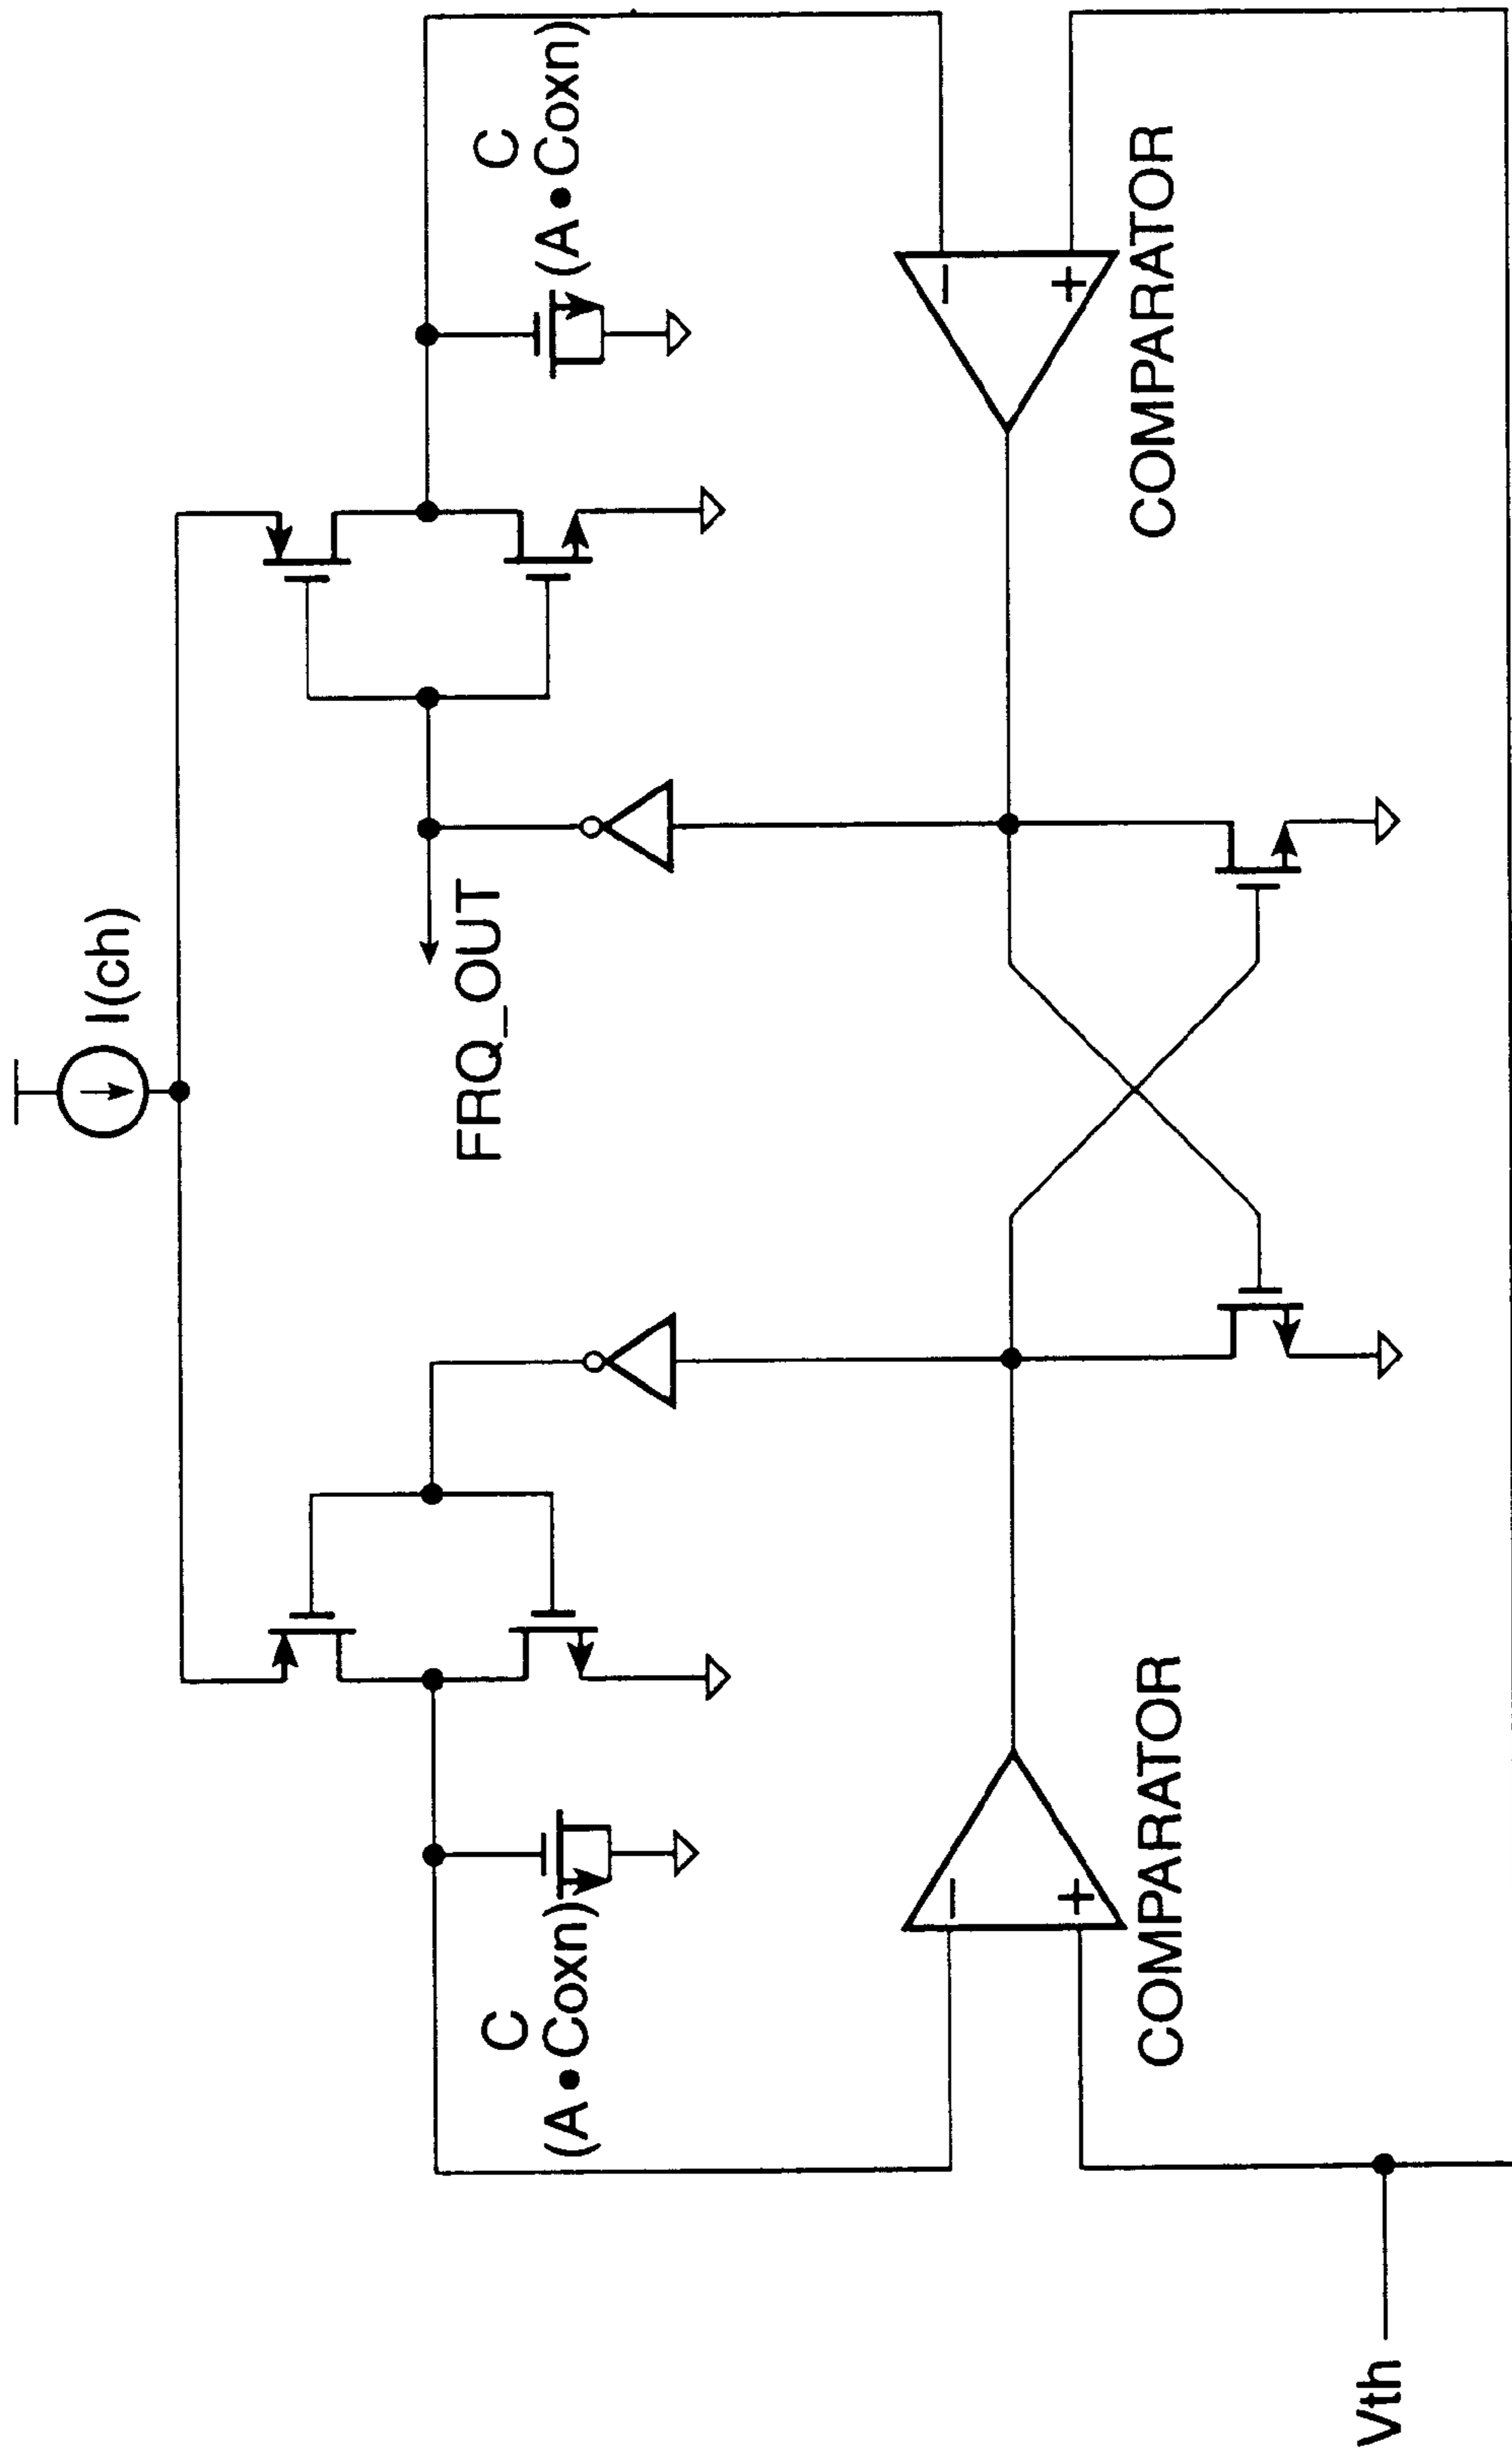 I(ch)
C
(A•Coxn)
FRQ_OUT
C
(A•Coxn)
−
+
COMPARATOR
−
+
COMPARATOR
Vth